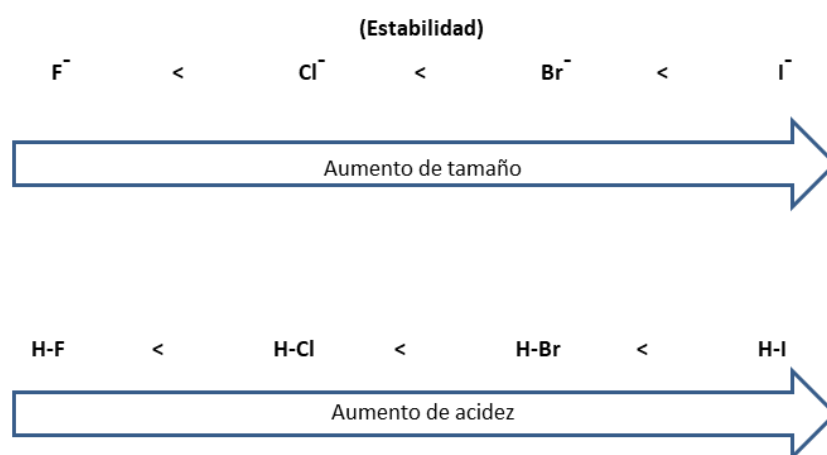 (Estabilidad)
F⁻ < Cl⁻ < Br⁻ < I⁻
Aumento de tamaño
H-F < H-Cl < H-Br < H-I
Aumento de acidez